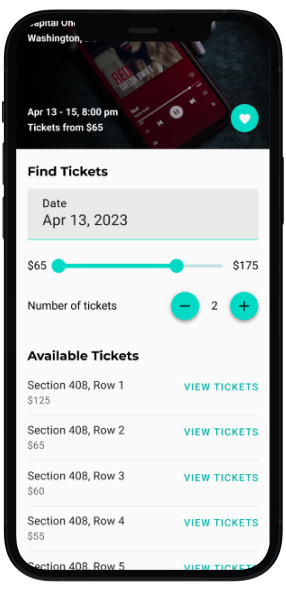 Capital One
Washington,
Apr 13 - 15, 8:00 pm
Tickets from $65
RED
Find Tickets
Date
Apr 13, 2023
$65
$175
Number of tickets
2
Available Tickets
Section 408, Row 1
VIEW TICKETS
$125
Section 408, Row 2
VIEW TICKETS
$65
Section 408, Row 3
VIEW TICKETS
$60
Section 408, Row 4
VIEW TICKETS
$55
Section 408, Row 5
VIEW TICKETS